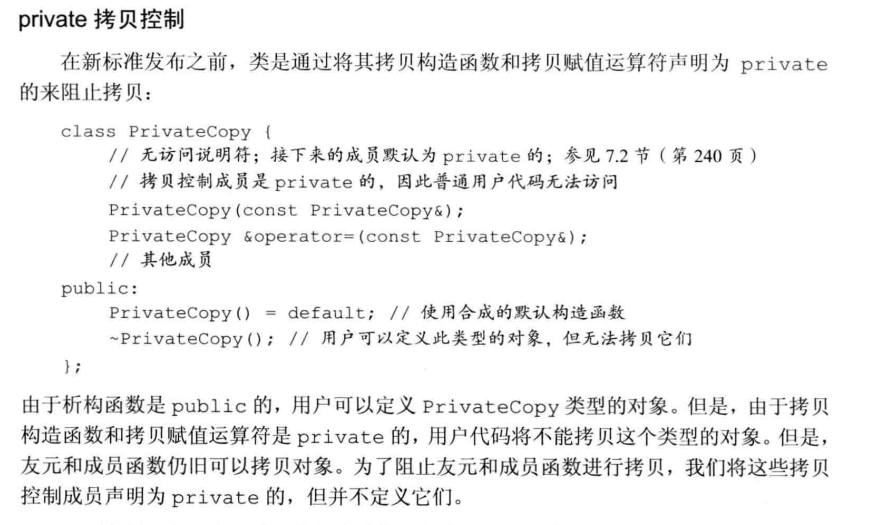 private 拷贝控制
在新标准发布之前，类是通过将其拷贝构造函数和拷贝赋值运算符声明为 private
的来阻止拷贝：
class PrivateCopy {
// 无访问说明符；接下来的成员默认为 private 的；参见 7.2 节（第 240 页）
// 拷贝控制成员是 private 的，因此普通用户代码无法访问
PrivateCopy(const PrivateCopy&);
PrivateCopy &operator=(const PrivateCopy&);
// 其他成员
public:
PrivateCopy() = default; // 使用合成的默认构造函数
~PrivateCopy(); // 用户可以定义此类型的对象，但无法拷贝它们
};
由于析构函数是 public 的，用户可以定义 PrivateCopy 类型的对象。但是，由于拷贝
构造函数和拷贝赋值运算符是 private 的，用户代码将不能拷贝这个类型的对象。但是，
友元和成员函数仍旧可以拷贝对象。为了阻止友元和成员函数进行拷贝，我们将这些拷贝
控制成员声明为 private 的，但并不定义它们。